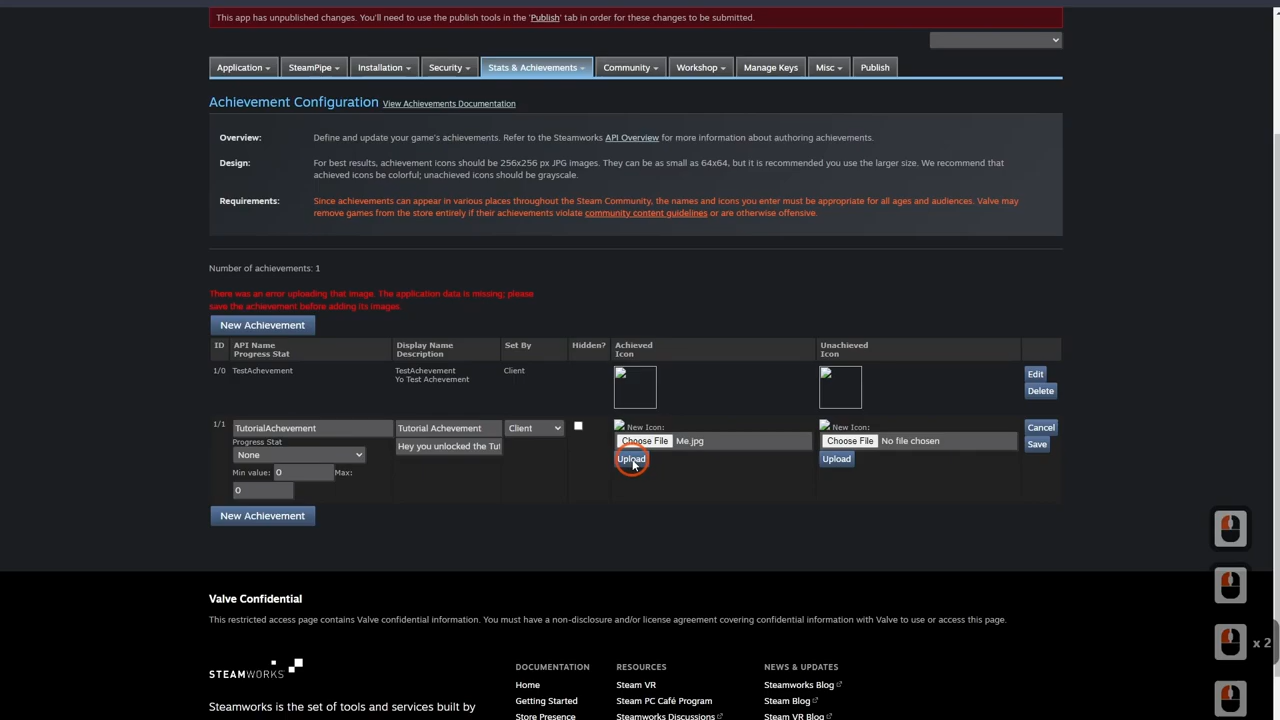 This app has unpublished changes. You'll need to use the publish tools in the 'Publish' tab in order for these changes to be submitted.
Application SteamPipe Installation Security Stats & Achievements Community Workshop Manage Keys Misc Publish
Achievement Configuration View Achievements Documentation
Overview: Define and update your game's achievements. Refer to the Steamworks API Overview for more information about authoring achievements.
Design: For best results, achievement icons should be 256x256 px JPG images. They can be as small as 64x64, but it is recommended you use the larger size. We recommend that
achieved icons be colorful; unachieved icons should be grayscale.
Requirements: Since achievements can appear in various places throughout the Steam Community, the names and icons you enter must be appropriate for all ages and audiences. Valve may
remove games from the store entirely if their achievements violate community content guidelines or are otherwise offensive.
Number of achievements: 1
There was an error uploading that image. The application data is missing; please
save the achievement before adding its images.
New Achievement
ID API Name Display Name Set By Hidden? Achieved Unachieved
Progress Stat Description Icon Icon
1/0 TestAchevement Yo Test Achevement Client Edit
TestAchevement Delete
1/1 TutorialAchevement Tutorial Achevement Client New Icon: New Icon: Cancel
Progress Stat Hey you unlocked the Tut Choose File Me.jpg Choose File No file chosen Save
None Upload Upload
Min value: 0 Max:
0
New Achievement
Valve Confidential
This restricted access page contains Valve confidential information. You must have a non-disclosure and/or license agreement covering confidential information with Valve to use or access this page.
STEAMWORKS DOCUMENTATION RESOURCES NEWS & UPDATES
Home Steam VR Steamworks Blog
Steamworks is the set of tools and services built by Getting Started Steam PC Café Program Steam Blog
Store Presence Steamworks Discussions Steam VR Blog
x 2